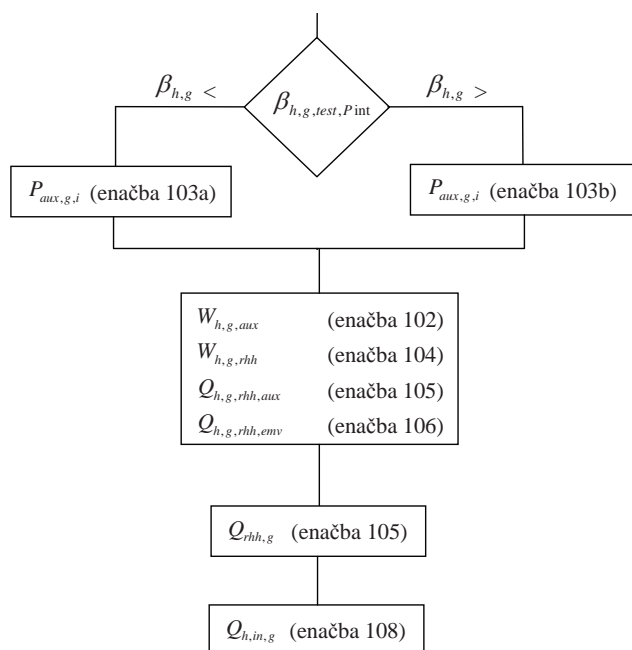 β_{h,g} <
β_{h,g} >
β_{h,g,test,Pint}
P_{aux,g,i} (enačba 103a)
P_{aux,g,i} (enačba 103b)
W_{h,g,aux} (enačba 102)
W_{h,g,rhh} (enačba 104)
Q_{h,g,rhh,aux} (enačba 105)
Q_{h,g,rhh,emv} (enačba 106)
Q_{rhh,g} (enačba 105)
Q_{h,in,g} (enačba 108)